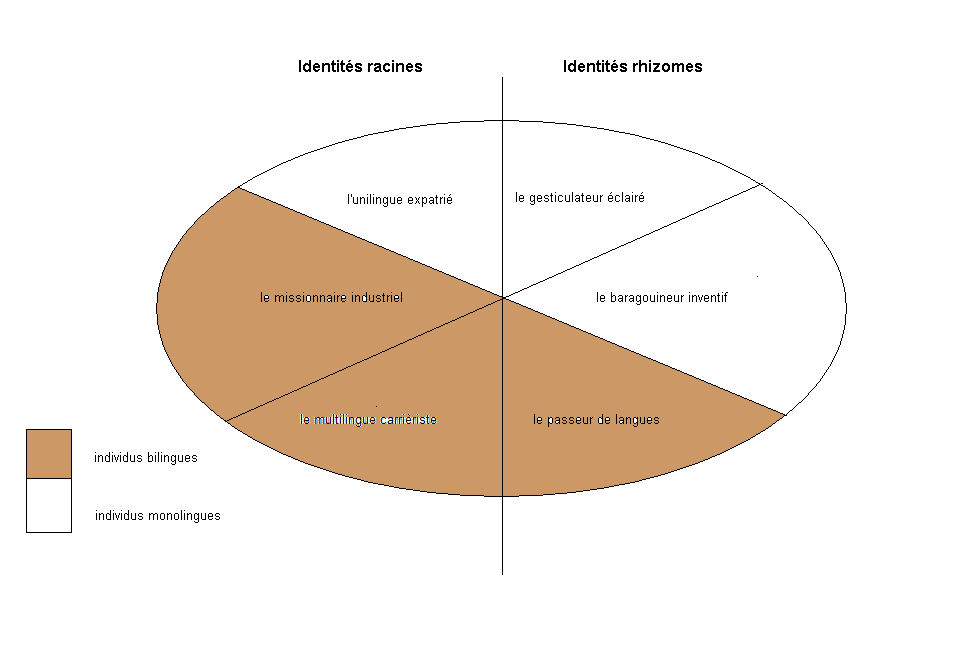 Identités racines
Identités rhizomes
l'unilingue expatrié
le gesticulateur éclairé
le missionnaire industriel
le baragouineur inventif
le multilingue carrièriste
le passeur de langues
individus bilingues
individus monolingues